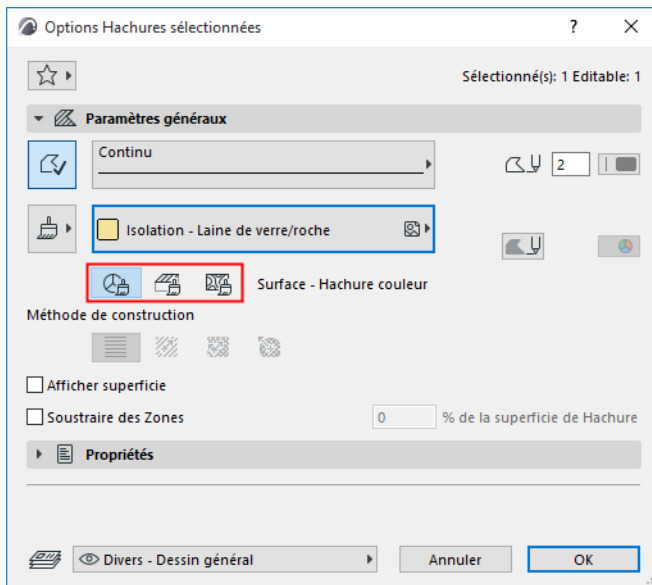 Options Hachures sélectionnées
Sélectionné(s): 1 Editable: 1
Paramètres généraux
Continu
2
Isolation - Laine de verre/roche
Surface - Hachure couleur
Méthode de construction
Afficher superficie
Soustraire des Zones 0 % de la superficie de Hachure
Propriétés
Divers - Dessin général Annuler OK